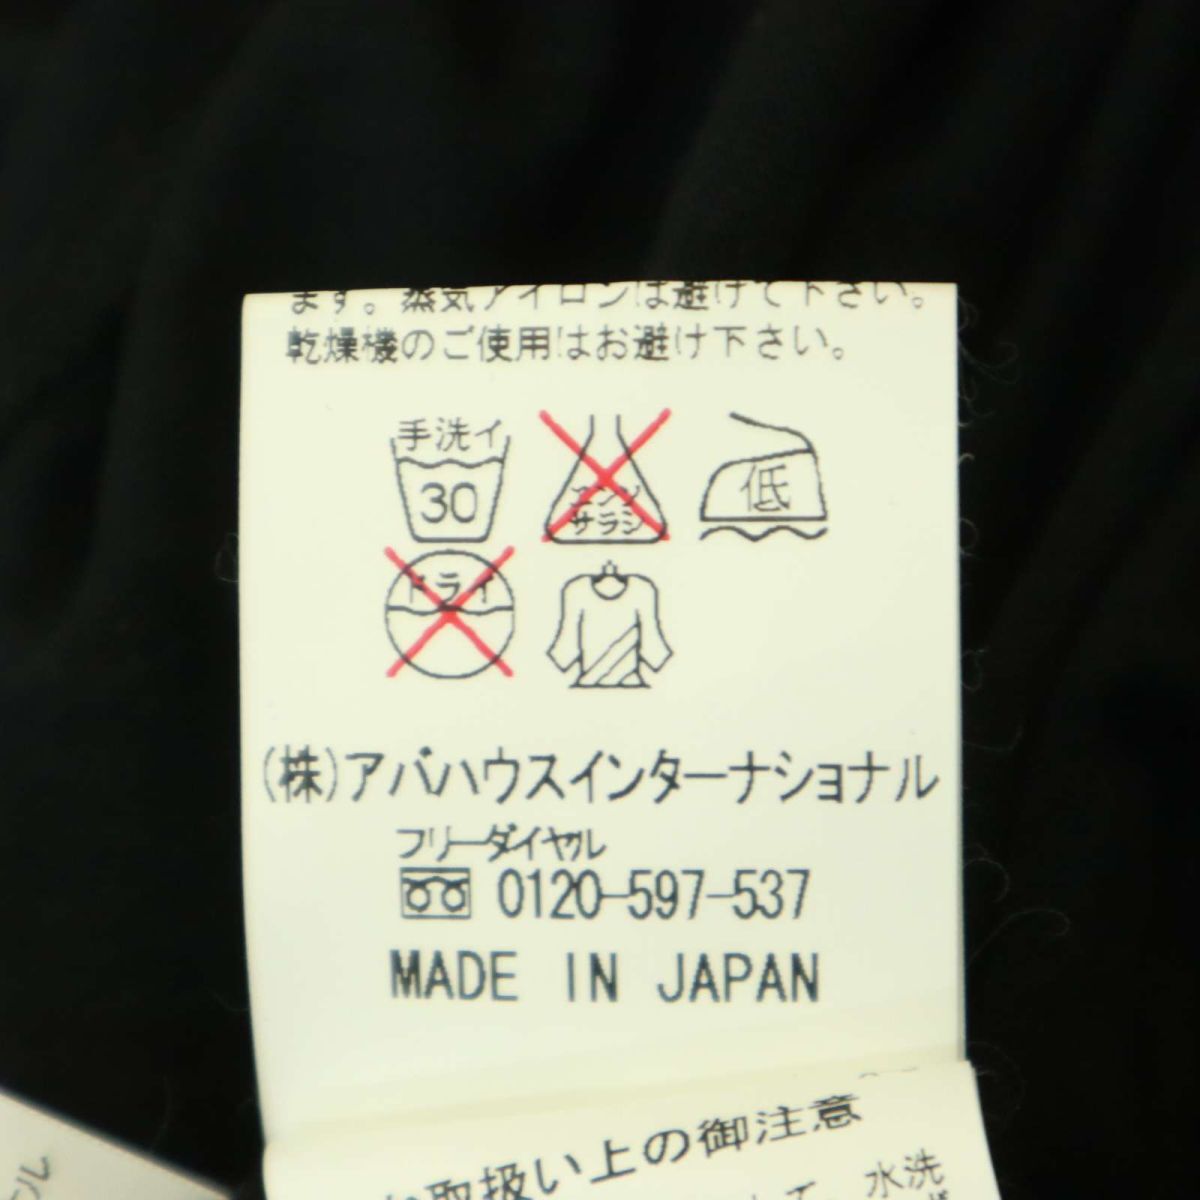 ます。蒸気アイロンは避けて下さい。
乾燥機のご使用はお避け下さい。
手洗イ
30
エンソ
サラシ
低
ドライ
(株)アバハウスインターナショナル
フリーダイヤル
0120-597-537
MADE IN JAPAN
取扱い上の御注意
水洗
ール